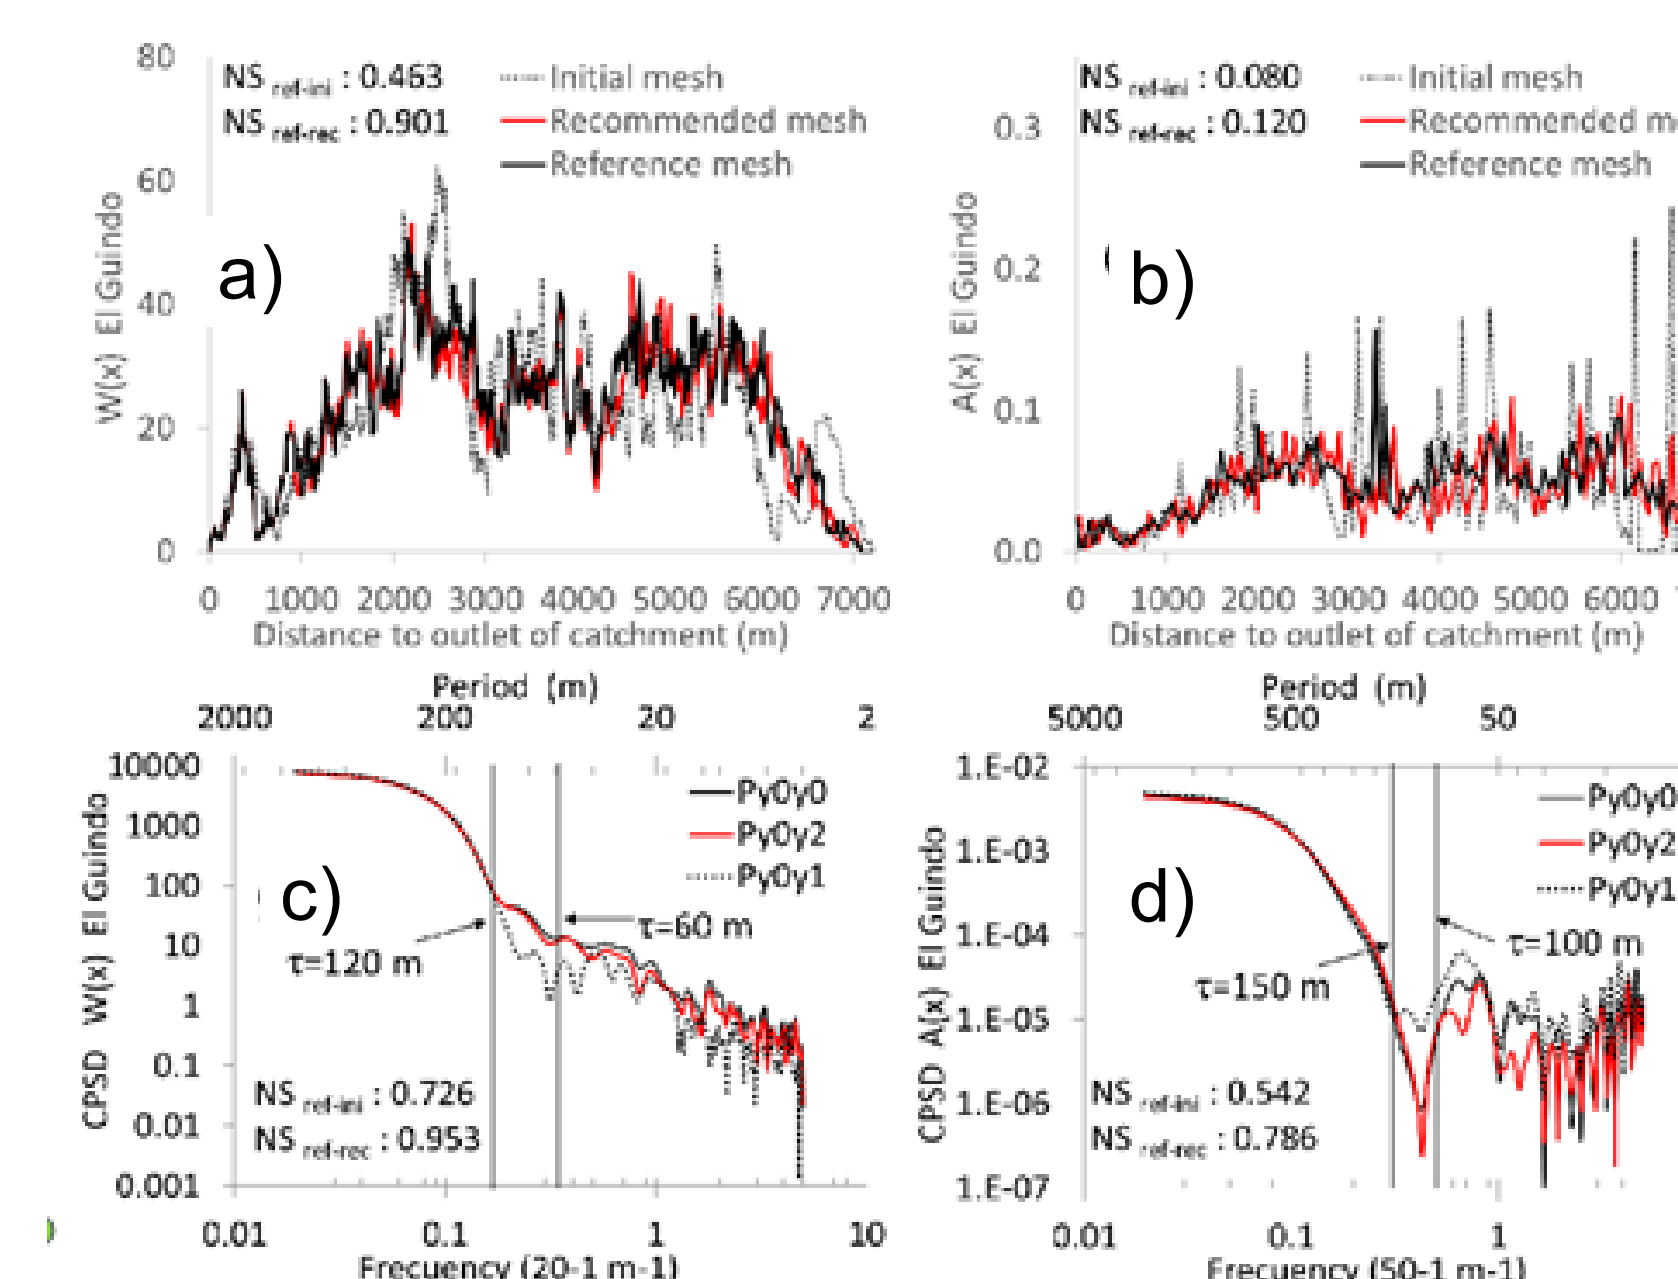 80
60
40
20
0
W(x) El Guindo
NS ref-ini : 0.463
NS ref-rec : 0.901
Initial mesh
Recommended mesh
Reference mesh
a)
0 1000 2000 3000 4000 5000 6000 7000
Distance to outlet of catchment (m)
0.3
0.2
0.1
0.0
A(x) El Guindo
NS ref-ini : 0.080
NS ref-rec : 0.120
Initial mesh
Recommended m
Reference mesh
b)
0 1000 2000 3000 4000 5000 6000
Distance to outlet of catchment (m)
Period (m)
2000 200 20 2
10000
1000
100
10
1
0.1
0.01
0.001
CPSD W(x) El Guindo
Py0y0
Py0y2
Py0y1
c)
τ=120 m
τ=60 m
NS ref-ini : 0.726
NS ref-rec : 0.953
0.01 0.1 1 10
Frecuency (20-1 m-1)
Period (m)
5000 500 50
1.E-02
1.E-03
1.E-04
1.E-05
1.E-06
1.E-07
CPSD A(x) El Guindo
Py0y0
Py0y2
Py0y1
d)
τ=150 m
τ=100 m
NS ref-ini : 0.542
NS ref-rec : 0.786
0.01 0.1 1
Frecuency (50-1 m-1)